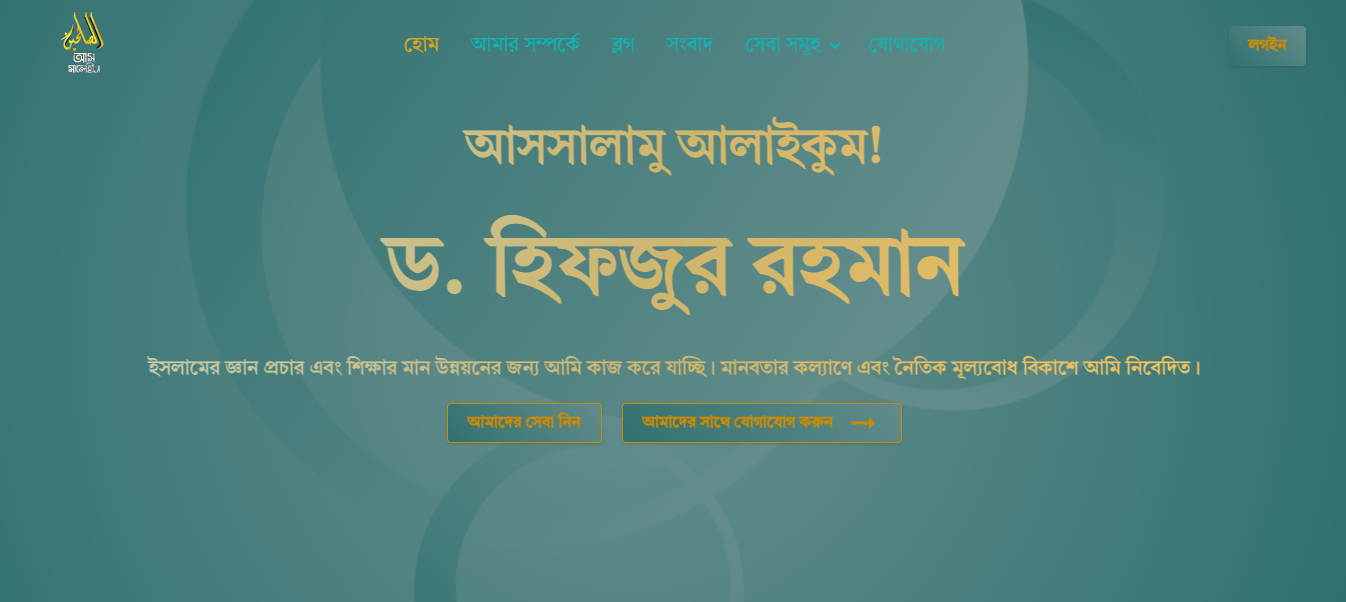 আস
সালেহীন
হোম আমার সম্পর্কে ব্লগ সংবাদ সেবা সমূহ যোগাযোগ লগইন
আসসালামু আলাইকুম!
ড. হিফজুর রহমান
ইসলামের জ্ঞান প্রচার এবং শিক্ষার মান উন্নয়নের জন্য আমি কাজ করে যাচ্ছি। মানবতার কল্যাণে এবং নৈতিক মূল্যবোধ বিকাশে আমি নিবেদিত।
আমাদের সেবা নিন আমাদের সাথে যোগাযোগ করুন